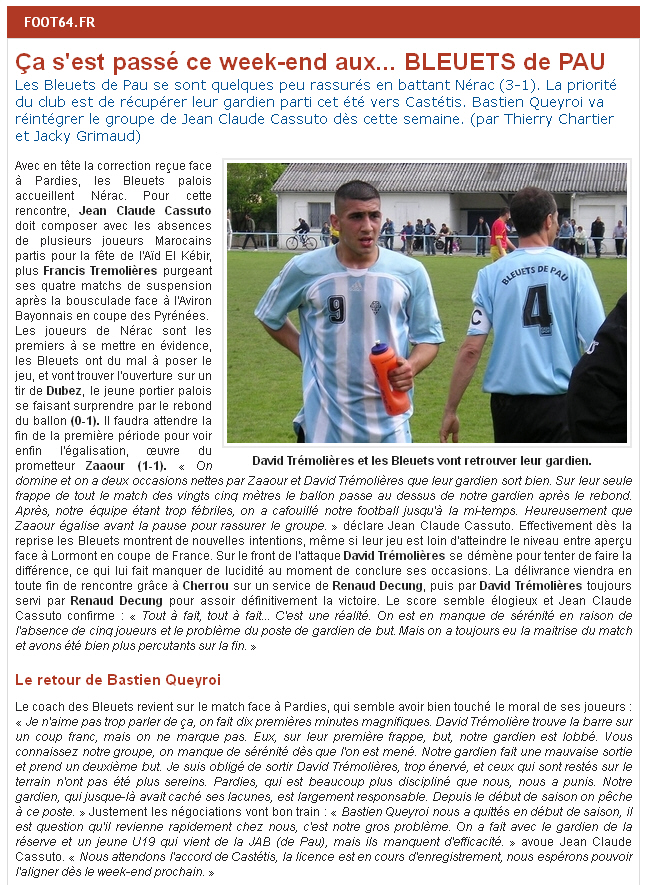 FOOT64.FR
Ça s'est passé ce week-end aux... BLEUETS de PAU
Les Bleuets de Pau se sont quelques peu rassurés en battant Nérac (3-1). La priorité
du club est de récupérer leur gardien parti cet été vers Castétis. Bastien Queyroi va
réintégrer le groupe de Jean Claude Cassuto dès cette semaine. (par Thierry Chartier
et Jacky Grimaud)
Avec en tête la correction reçue face
à Pardies, les Bleuets palois
accueillent Nérac. Pour cette
rencontre, Jean Claude Cassuto
doit composer avec les absences
de plusieurs joueurs Marocains
partis pour la fête de l'Aïd El Kébir,
plus Francis Tremolières purgeant
ses quatre matchs de suspension
après la bousculade face à l'Aviron
Bayonnais en coupe des Pyrénées.
Les joueurs de Nérac sont les
premiers à se mettre en évidence,
les Bleuets ont du mal à poser le
jeu, et vont trouver l'ouverture sur un
tir de Dubez, le jeune portier palois
se faisant surprendre par le rebond
du ballon (0-1). Il faudra attendre la
fin de la première période pour voir
enfin l'égalisation, œuvre du
prometteur Zaaour (1-1). « On
domine et on a deux occasions nettes par Zaaour et David Trémolières que leur gardien sort bien. Sur leur seule
frappe de tout le match des vingts cinq mètres le ballon passe au dessus de notre gardien après le rebond.
Après, notre équipe étant trop fébriles, on a cafouillé notre football jusqu'à la mi-temps. Heureusement que
Zaaour égalise avant la pause pour rassurer le groupe. » déclare Jean Claude Cassuto. Effectivement dès la
reprise les Bleuets montrent de nouvelles intentions, même si leur jeu est loin d'atteindre le niveau entre aperçu
face à Lormont en coupe de France. Sur le front de l'attaque David Trémolières se démène pour tenter de faire la
différence, ce qui lui fait manquer de lucidité au moment de conclure ses occasions. La délivrance viendra en
toute fin de rencontre grâce à Cherrou sur un service de Renaud Decung, puis par David Trémolières toujours
servi par Renaud Decung pour assoir définitivement la victoire. Le score semble élogieux et Jean Claude
Cassuto confirme : « Tout à fait, tout à fait... C'est une réalité. On est en manque de sérénité en raison de
l'absence de cinq joueurs et le problème du poste de gardien de but. Mais on a toujours eu la maitrise du match
et avons été bien plus percutants sur la fin. »
BLEUETS DE PAU
4
C
9
David Trémolières et les Bleuets vont retrouver leur gardien.
Le retour de Bastien Queyroi
Le coach des Bleuets revient sur le match face à Pardies, qui semble avoir bien touché le moral de ses joueurs :
« Je n'aime pas trop parler de ça, on fait dix premières minutes magnifiques. David Trémolière trouve la barre sur
un coup franc, mais on ne marque pas. Eux, sur leur première frappe, but, notre gardien est lobbé. Vous
connaissez notre groupe, on manque de sérénité dès que l'on est mené. Notre gardien fait une mauvaise sortie
et prend un deuxième but. Je suis obligé de sortir David Trémolières, trop énervé, et ceux qui sont restés sur le
terrain n'ont pas été plus sereins. Pardies, qui est beaucoup plus discipliné que nous, nous a punis. Notre
gardien, qui jusque-là avait caché ses lacunes, est largement responsable. Depuis le début de saison on pêche
à ce poste. » Justement les négociations vont bon train : « Bastien Queyroi nous a quittés en début de saison, il
est question qu'il revienne rapidement chez nous, c'est notre gros problème. On a fait avec le gardien de la
réserve et un jeune U19 qui vient de la JAB (de Pau), mais ils manquent d'efficacité. » avoue Jean Claude
Cassuto. « Nous attendons l'accord de Castétis, la licence est en cours d'enregistrement, nous espérons pouvoir
l'aligner dès le week-end prochain. »